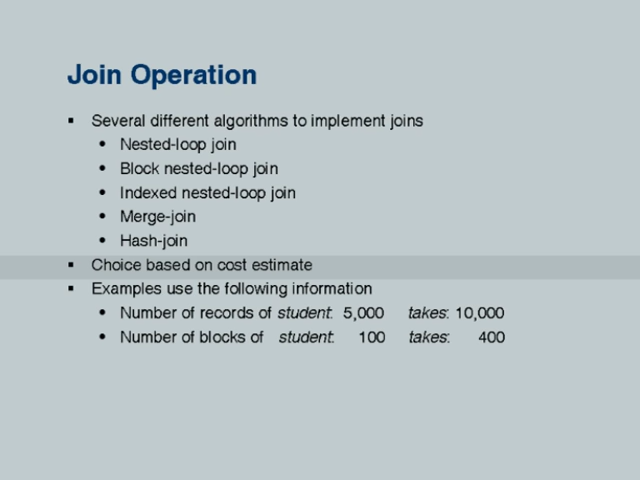 Join Operation
▪ Several different algorithms to implement joins
• Nested-loop join
• Block nested-loop join
• Indexed nested-loop join
• Merge-join
• Hash-join
▪ Choice based on cost estimate
▪ Examples use the following information
• Number of records of student: 5,000 takes: 10,000
• Number of blocks of student: 100 takes: 400